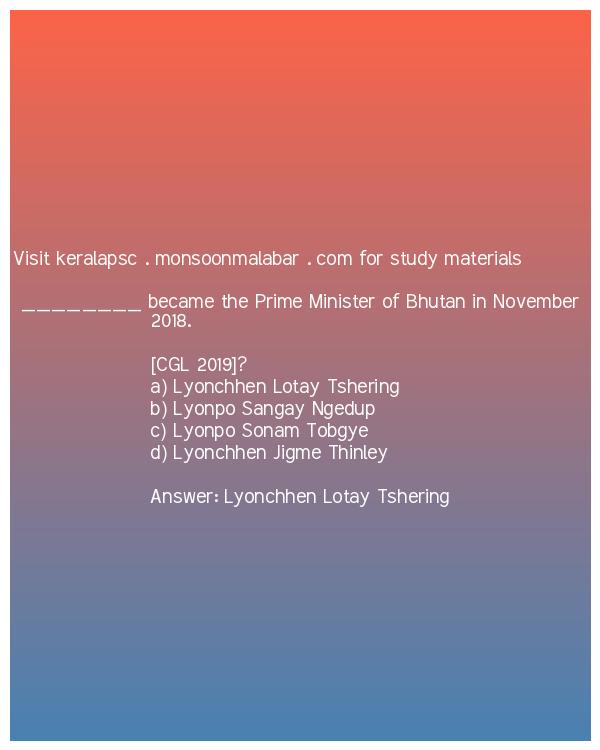 Visit keralapsc . monsoonmalabar . com for study materials
________ became the Prime Minister of Bhutan in November
2018.
[CGL 2019]?
a) Lyonchhen Lotay Tshering
b) Lyonpo Sangay Ngedup
c) Lyonpo Sonam Tobgye
d) Lyonchhen Jigme Thinley
Answer: Lyonchhen Lotay Tshering